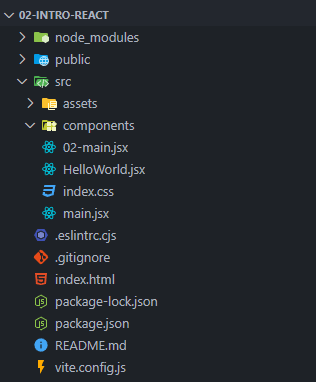 02-INTRO-REACT
node_modules
public
src
assets
components
02-main.jsx
HelloWorld.jsx
index.css
main.jsx
.eslintrc.cjs
.gitignore
index.html
package-lock.json
package.json
README.md
vite.config.js